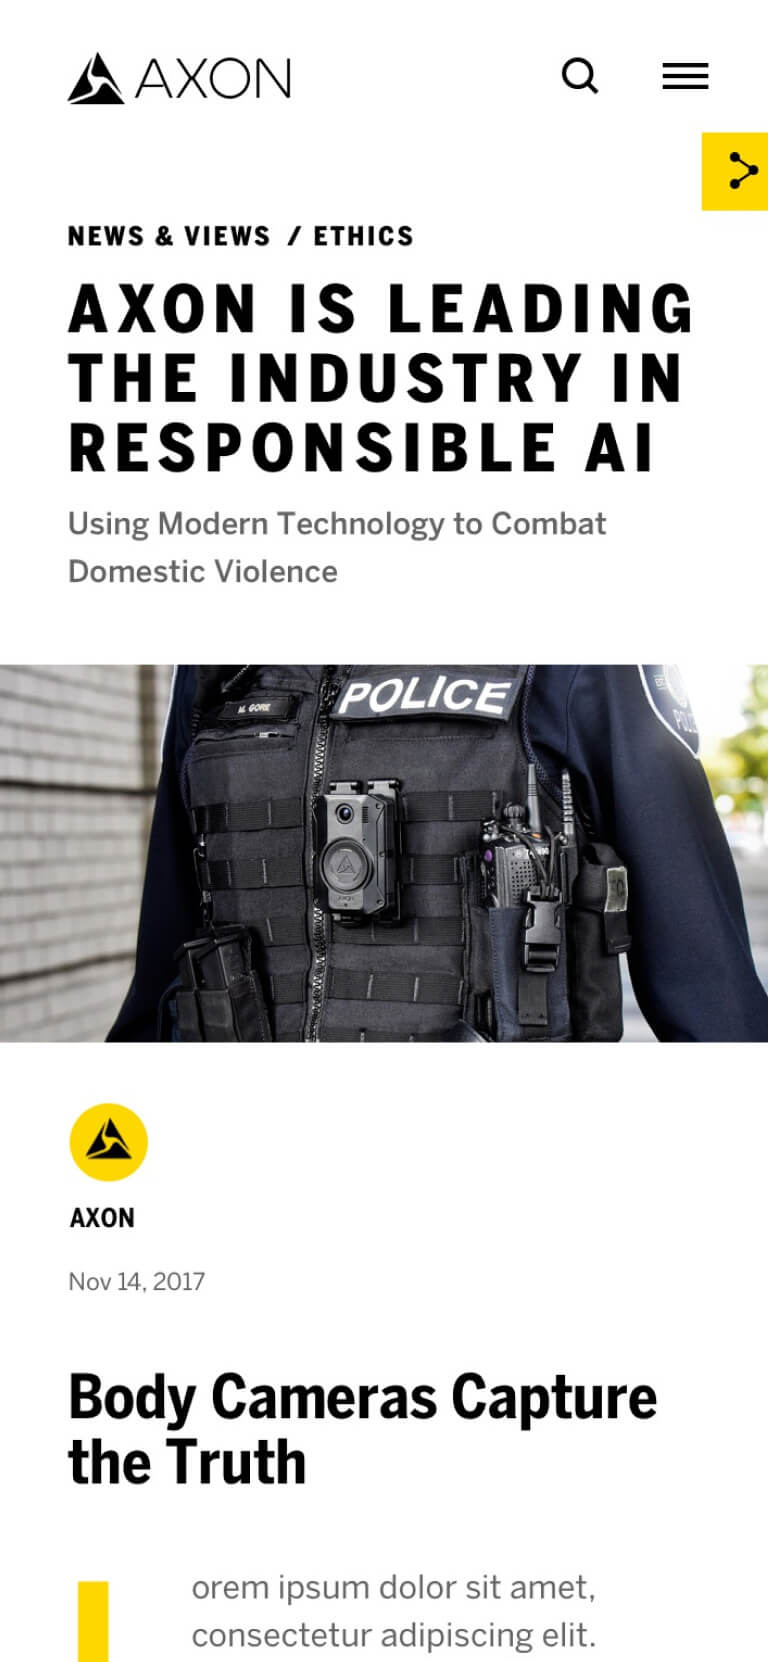 AXON
NEWS & VIEWS / ETHICS
AXON IS LEADING
THE INDUSTRY IN
RESPONSIBLE AI
Using Modern Technology to Combat
Domestic Violence
M. GORE
POLICE
AXON
Nov 14, 2017
Body Cameras Capture
the Truth
Lorem ipsum dolor sit amet,
consectetur adipiscing elit.